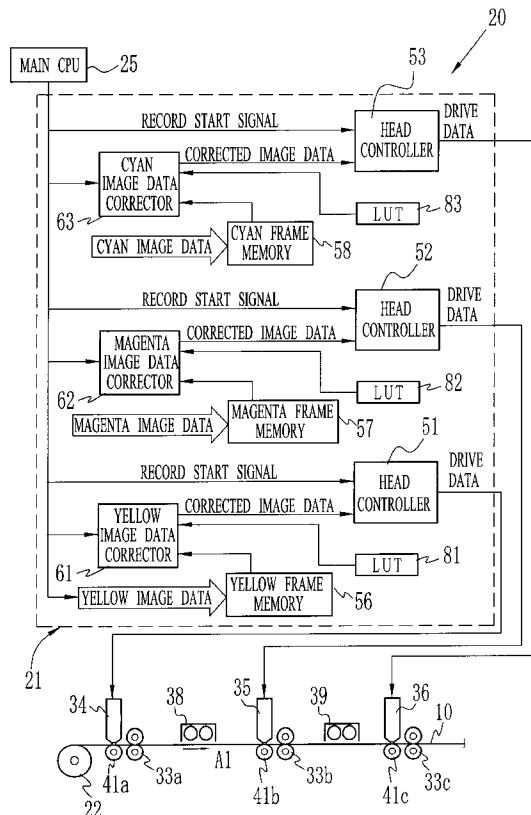 20
MAIN CPU
25
53
DRIVE
DATA
RECORD START SIGNAL
HEAD
CONTROLLER
CYAN
IMAGE DATA
CORRECTOR
CORRECTED IMAGE DATA
63
LUT
83
CYAN IMAGE DATA
CYAN FRAME
MEMORY
58
52
DRIVE
DATA
RECORD START SIGNAL
HEAD
CONTROLLER
MAGENTA
IMAGE DATA
CORRECTOR
CORRECTED IMAGE DATA
62
LUT
82
MAGENTA IMAGE DATA
MAGENTA FRAME
MEMORY
57
51
DRIVE
DATA
RECORD START SIGNAL
HEAD
CONTROLLER
YELLOW
IMAGE DATA
CORRECTOR
CORRECTED IMAGE DATA
61
LUT
81
YELLOW IMAGE DATA
YELLOW FRAME
MEMORY
56
21
34
38
35
39
36
10
A1
22
41a
33a
41b
33b
41c
33c